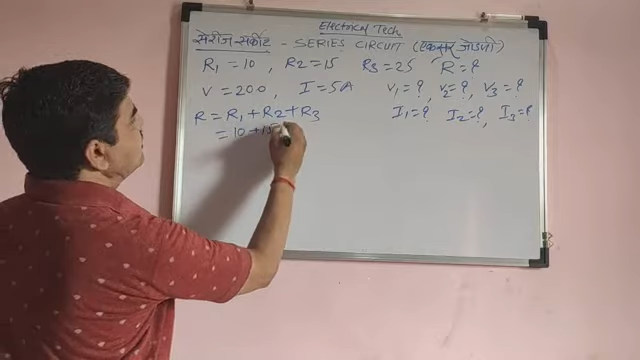 Electrical Tech
सेरीज सर्कीट - SERIES CIRCUIT (एकसर जोडणी)
R1 = 10, R2 = 15 R3 = 25 R = ?
V = 200, I = 5A V1 = ?, V2 = ?, V3 = ?
R = R1 + R2 + R3 I1 = ? I2 = ?, I3 = ?
= 10 + 15